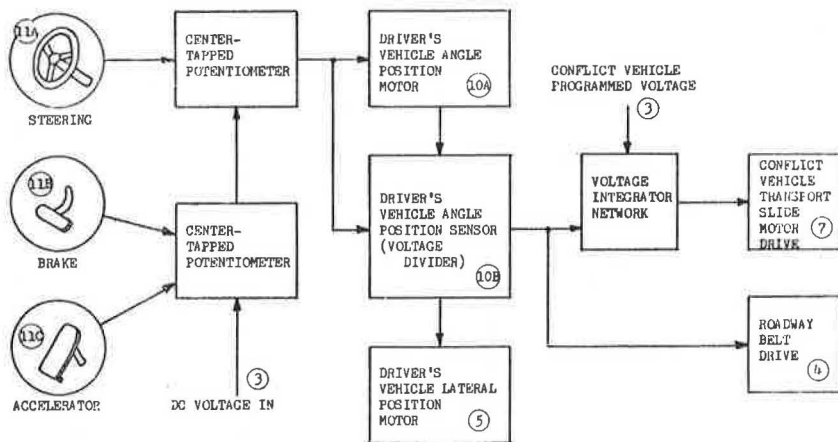 11A
STEERING
CENTER-
TAPPED
POTENTIOMETER
DRIVER'S
VEHICLE ANGLE
POSITION
MOTOR
10A
CONFLICT VEHICLE
PROGRAMMED VOLTAGE
3
11B
BRAKE
CENTER-
TAPPED
POTENTIOMETER
DRIVER'S
VEHICLE ANGLE
POSITION SENSOR
(VOLTAGE
DIVIDER)
10B
VOLTAGE
INTEGRATOR
NETWORK
CONFLICT
VEHICLE
TRANSPORT
SLIDE
MOTOR
DRIVE
7
11C
ACCELERATOR
3
DC VOLTAGE IN
DRIVER'S
VEHICLE LATERAL
POSITION
MOTOR
5
ROADWAY
BELT
DRIVE
4